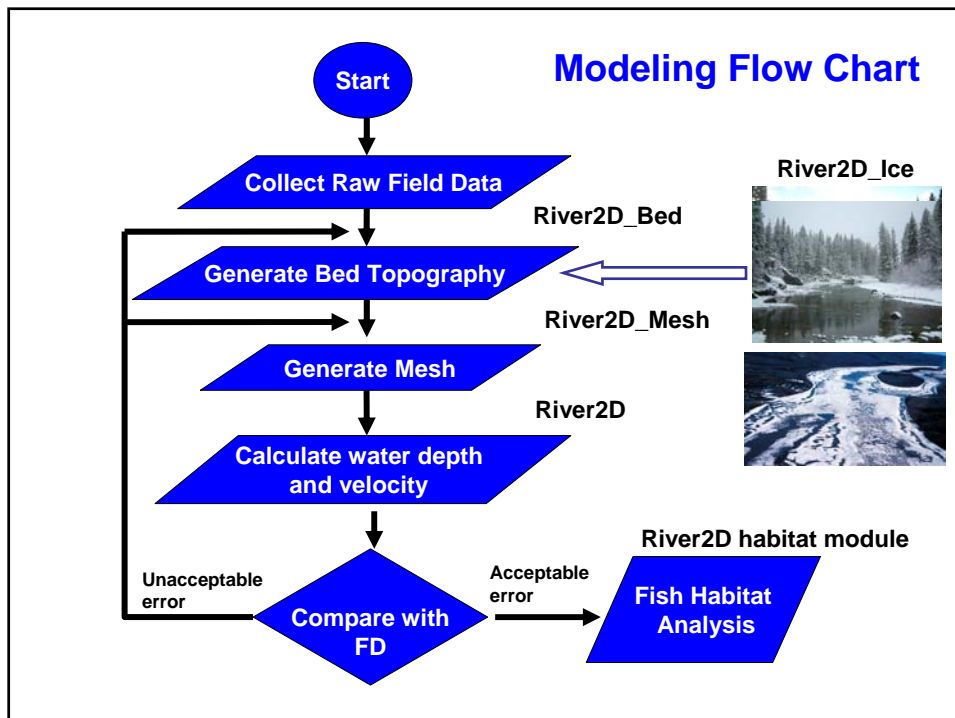 Modeling Flow Chart
Start
River2D_Ice
Collect Raw Field Data
River2D_Bed
Generate Bed Topography
River2D_Mesh
Generate Mesh
River2D
Calculate water depth
and velocity
River2D habitat module
Unacceptable
error
Acceptable
error
Compare with
FD
Fish Habitat
Analysis